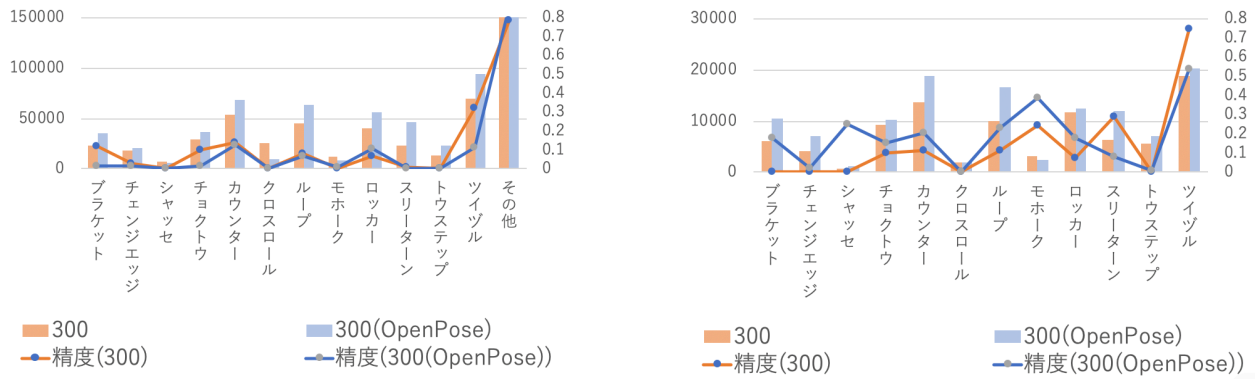 150000
100000
50000
0
0.8
0.7
0.6
0.5
0.4
0.3
0.2
0.1
0
ブラケット
チェンジエッジ
シャッセ
チョクトウ
カウンター
クロスロール
ループ
モホーク
ロッカー
スリーターン
トウステップ
ツイヅル
その他
300
300(OpenPose)
精度(300)
精度(300(OpenPose))
30000
20000
10000
0
0.8
0.7
0.6
0.5
0.4
0.3
0.2
0.1
0
ブラケット
チェンジエッジ
シャッセ
チョクトウ
カウンター
クロスロール
ループ
モホーク
ロッカー
スリーターン
トウステップ
ツイヅル
300
300(OpenPose)
精度(300)
精度(300(OpenPose))